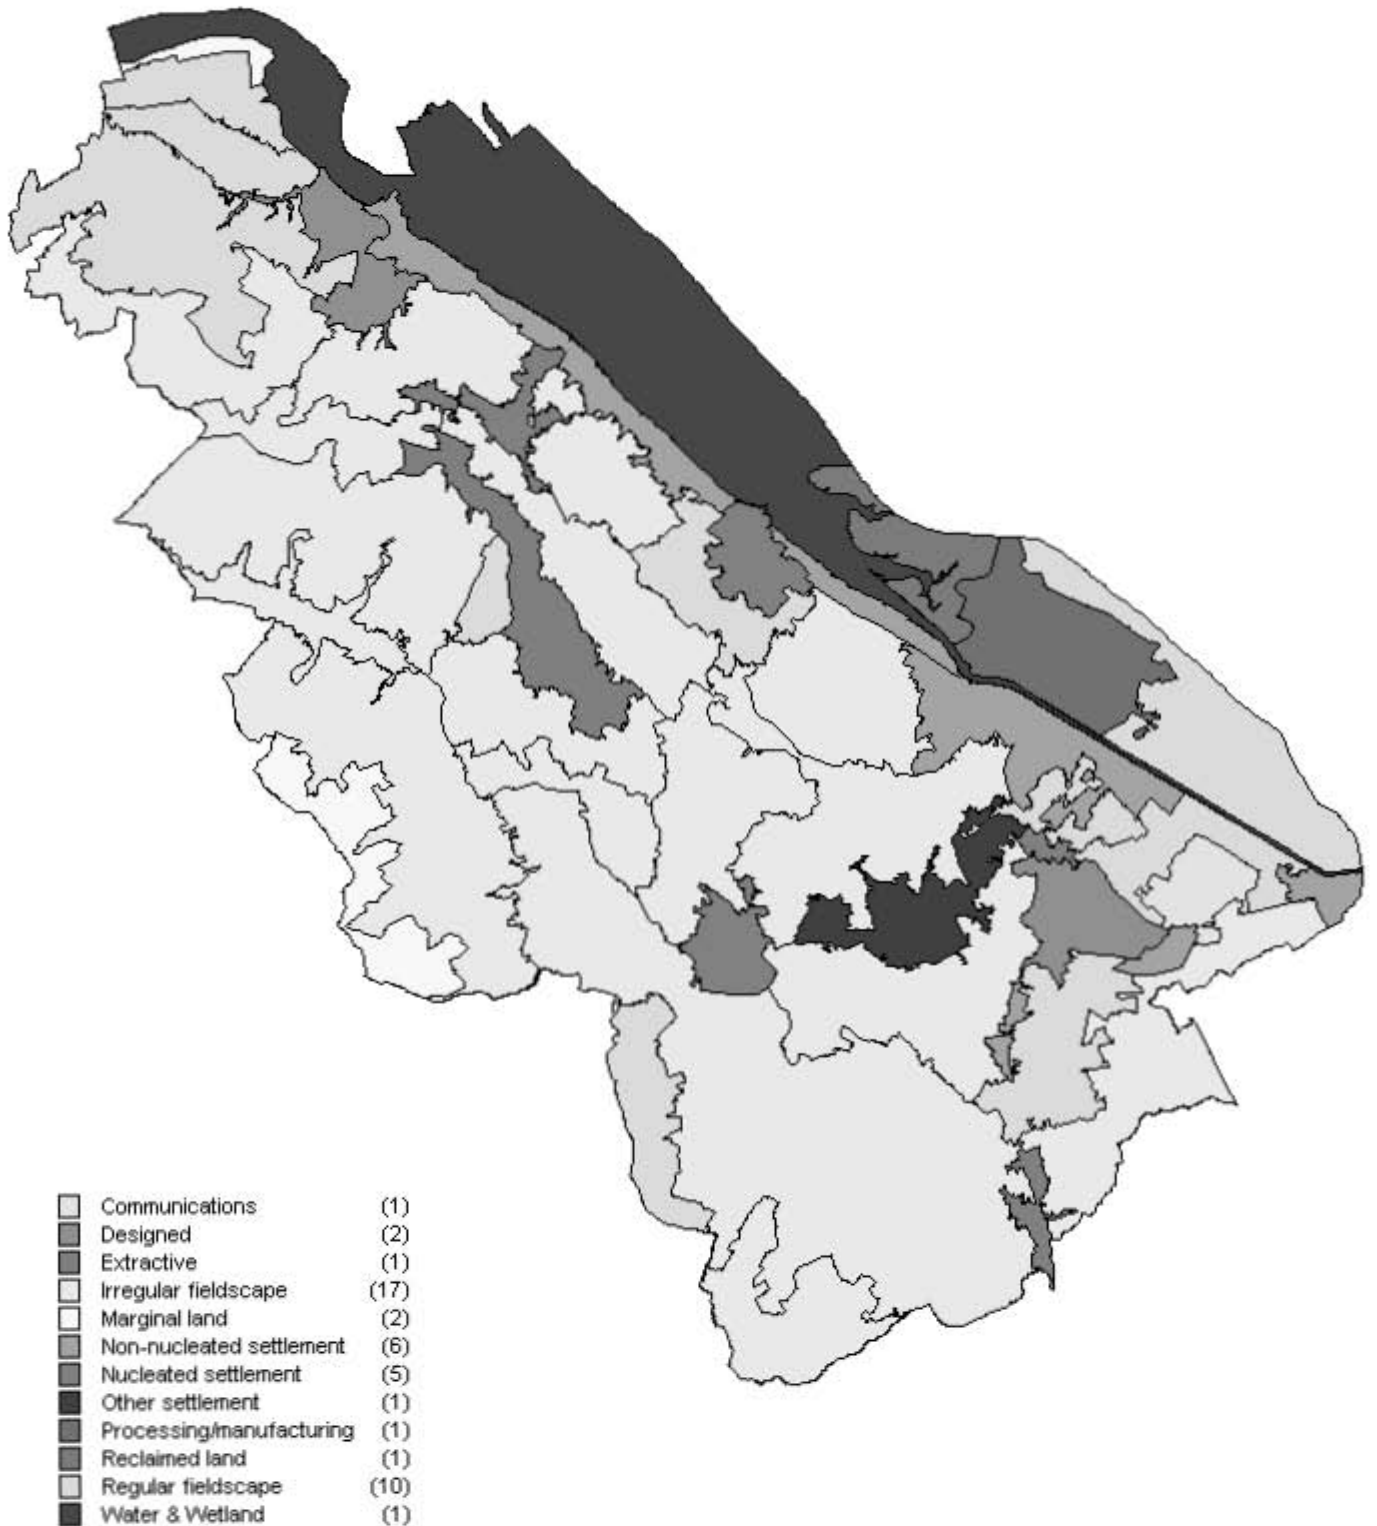 Communications (1)
Designed (2)
Extractive (1)
Irregular fieldscape (17)
Marginal land (2)
Non-nucleated settlement (6)
Nucleated settlement (5)
Other settlement (1)
Processing/manufacturing (1)
Reclaimed land (1)
Regular fieldscape (10)
Water & Wetland (1)